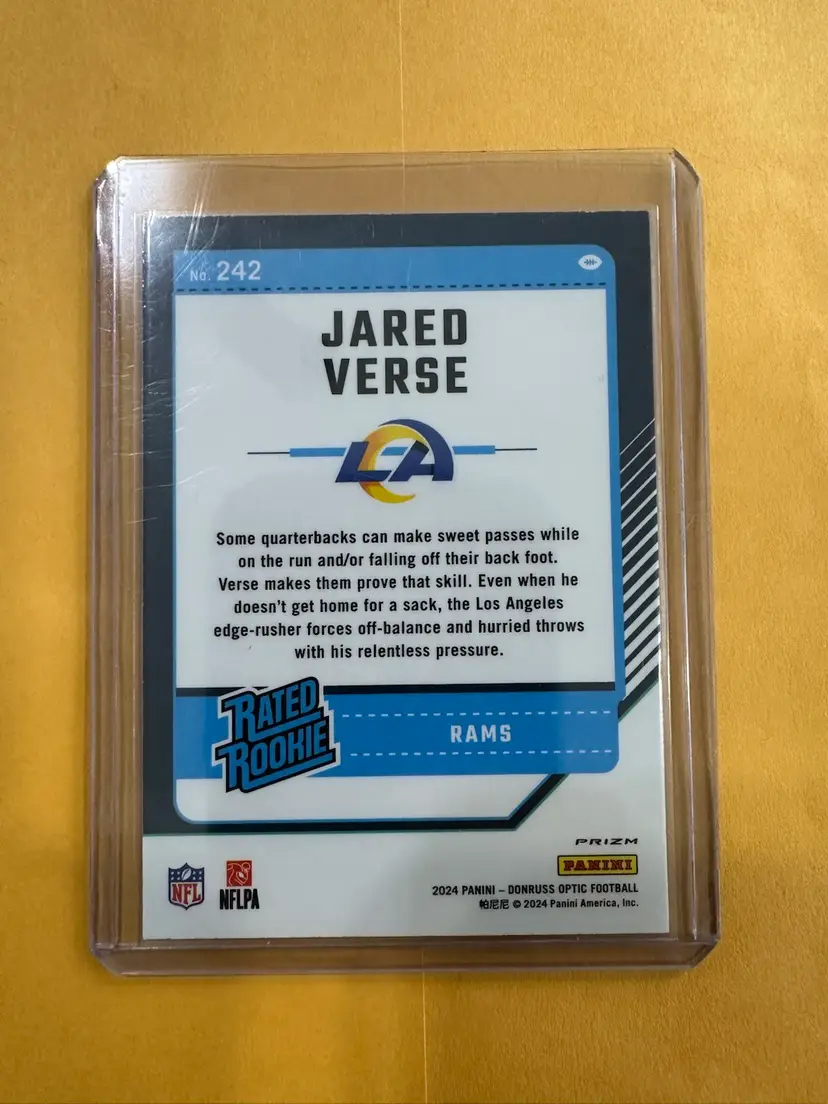 No. 242
JARED
VERSE
LA
Some quarterbacks can make sweet passes while
on the run and/or falling off their back foot.
Verse makes them prove that skill. Even when he
doesn't get home for a sack, the Los Angeles
edge-rusher forces off-balance and hurried throws
with his relentless pressure.
RATED
ROOKIE
RAMS
PRIZM
PANINI
NFL
NFLPA
2024 PANINI – DONRUSS OPTIC FOOTBALL
帕尼尼 © 2024 Panini America, Inc.